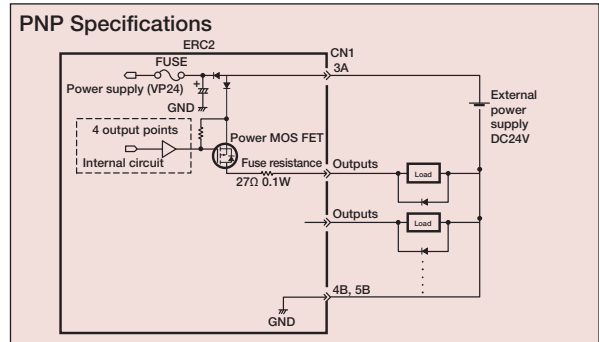 PNP Specifications
ERC2
CN1
FUSE
3A
Power supply (VP24)
+
GND
External
power
supply
DC24V
4 output points
Power MOS FET
Internal circuit
Fuse resistance
Outputs
Load
27Ω 0.1W
Outputs
Load
4B, 5B
GND